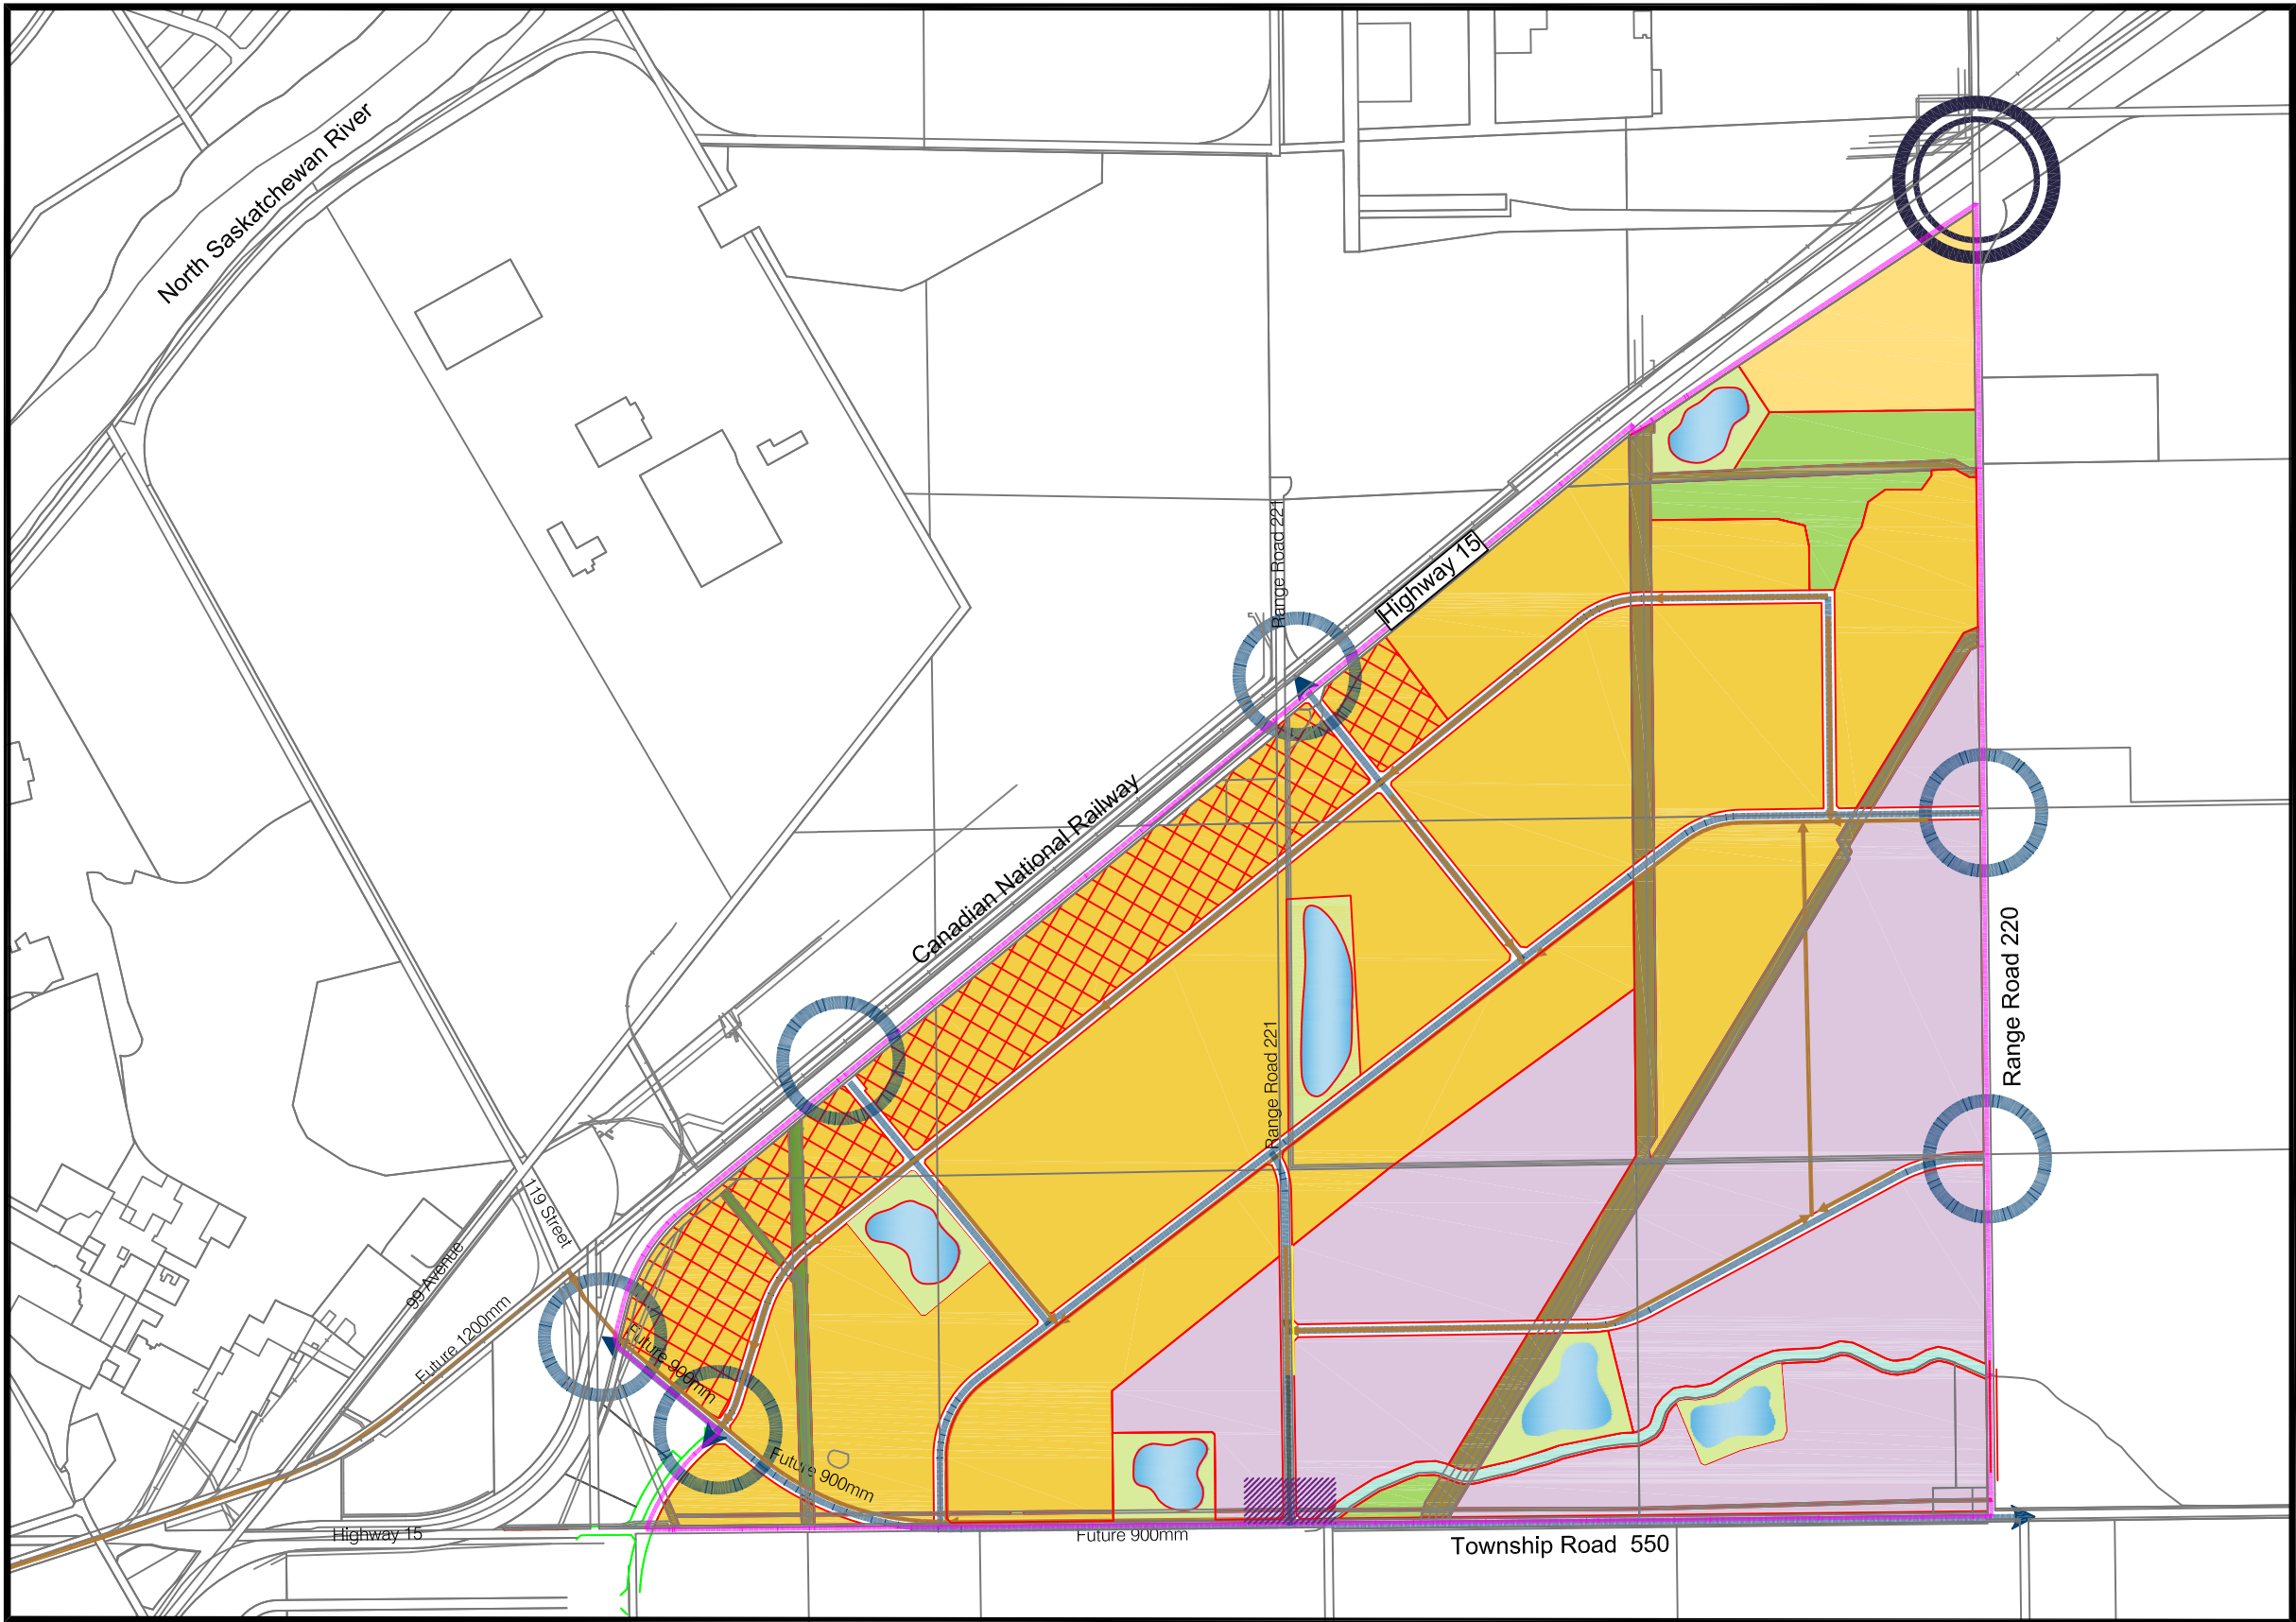 North Saskatchewan River
Range Road 221
Highway 15
Canadian National Railway
Range Road 220
Range Road 221
119 Street
99 Avenue
Future 1200mm
Future 900mm
Future 900mm
Highway 15
Future 900mm
Township Road 550